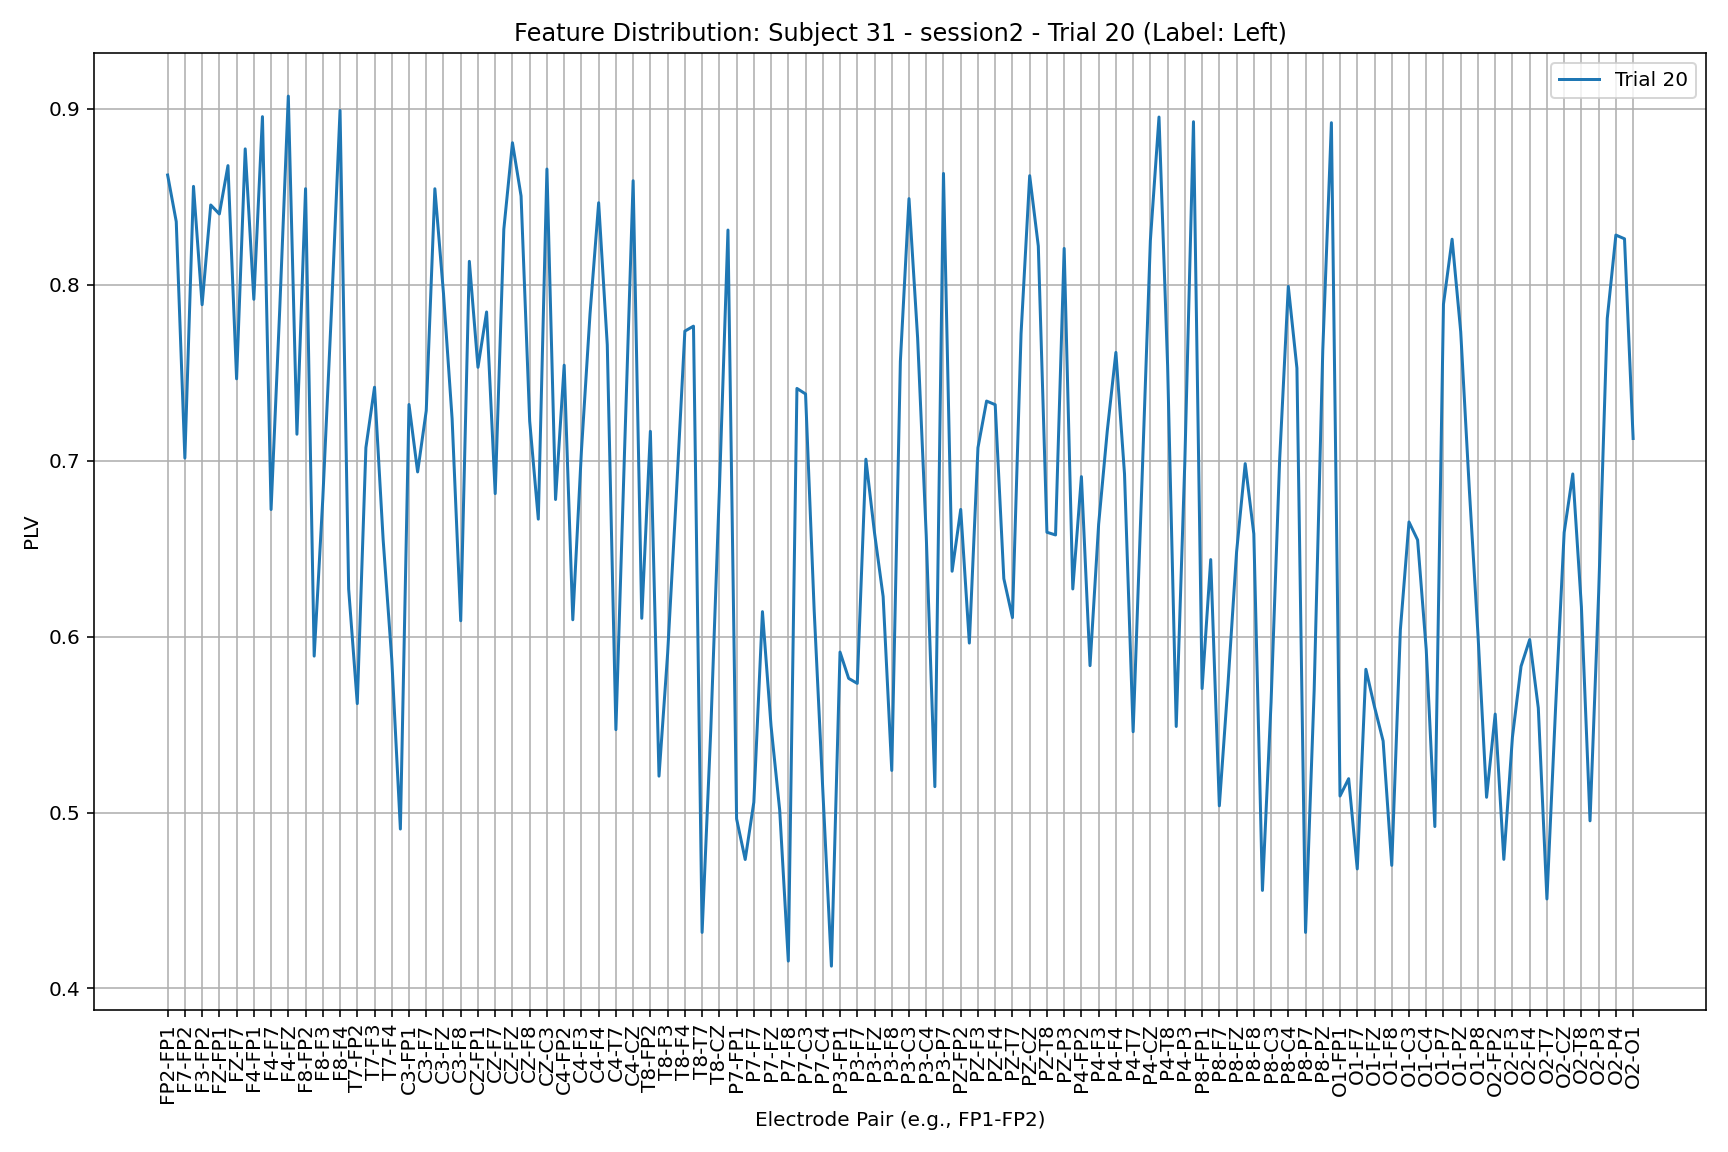 Feature Distribution: Subject 31 - session2 - Trial 20 (Label: Left)
Trial 20
PLV
0.9
0.8
0.7
0.6
0.5
0.4
FP2-FP1
F7-FP2
F3-FP2
FZ-FP1
FZ-F7
F4-FP1
F4-F7
F4-FZ
F8-FP2
F8-F3
F8-F4
T7-FP2
T7-F3
T7-F4
C3-FP1
C3-F7
C3-FZ
C3-F8
CZ-FP1
CZ-F7
CZ-FZ
CZ-F8
CZ-C3
C4-FP2
C4-F3
C4-F4
C4-T7
C4-CZ
T8-FP2
T8-F3
T8-F4
T8-T7
T8-CZ
P7-FP1
P7-F7
P7-FZ
P7-F8
P7-C3
P7-C4
P3-FP1
P3-F7
P3-FZ
P3-F8
P3-C3
P3-C4
P3-P7
PZ-FP2
PZ-F3
PZ-F4
PZ-T7
PZ-CZ
PZ-T8
PZ-P3
P4-FP2
P4-F3
P4-F4
P4-T7
P4-CZ
P4-T8
P4-P3
P8-FP1
P8-F7
P8-FZ
P8-F8
P8-C3
P8-C4
P8-P7
P8-PZ
O1-FP1
O1-F7
O1-FZ
O1-F8
O1-C3
O1-C4
O1-P7
O1-PZ
O1-P8
O2-FP2
O2-F3
O2-F4
O2-T7
O2-CZ
O2-T8
O2-P3
O2-P4
O2-O1
Electrode Pair (e.g., FP1-FP2)